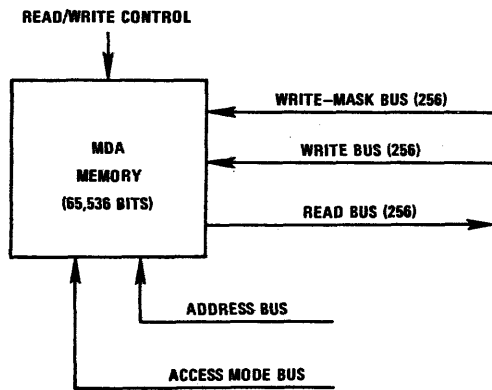 READ/WRITE CONTROL
WRITE-MASK BUS (256)
MDA
MEMORY
(65,536 BITS)
WRITE BUS (256)
READ BUS (256)
ADDRESS BUS
ACCESS MODE BUS